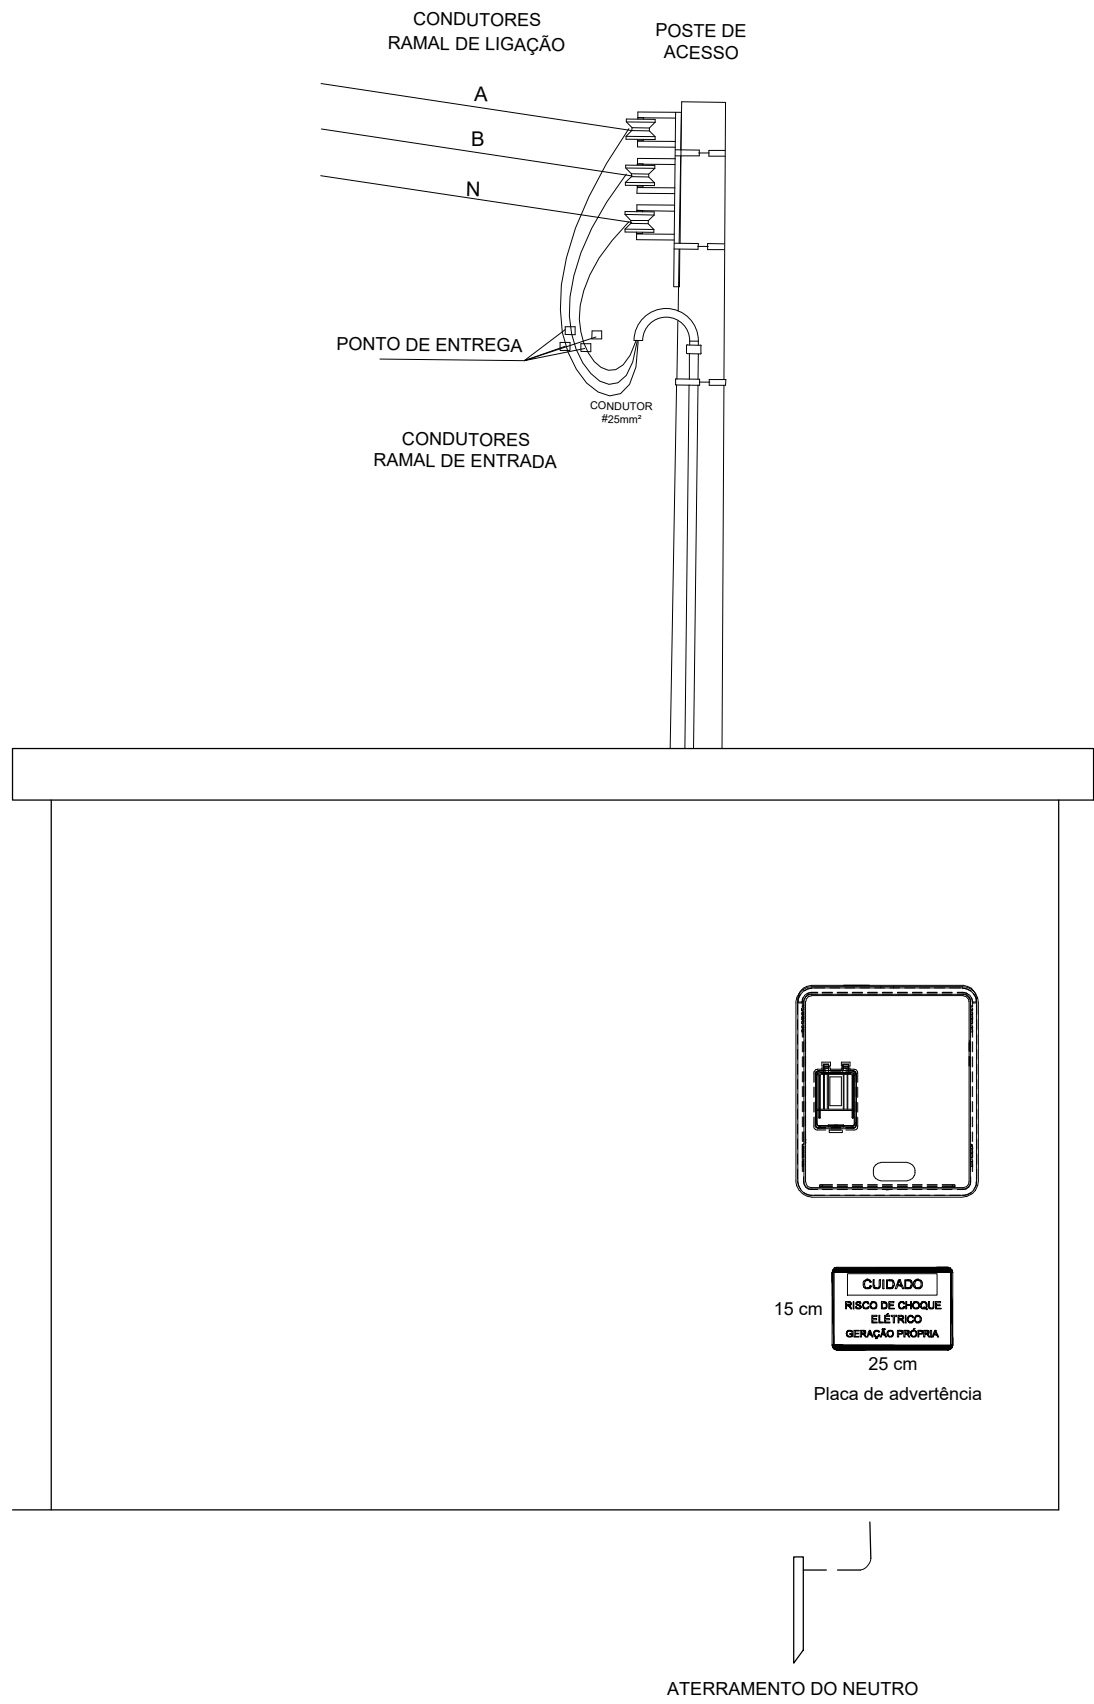 CONDUTORES
RAMAL DE LIGAÇÃO
POSTE DE
ACESSO
A
B
N
PONTO DE ENTREGA
CONDUTOR
#25mm²
CONDUTORES
RAMAL DE ENTRADA
CUIDADO
RISCO DE CHOQUE
ELÉTRICO
GERAÇÃO PRÓPRIA
15 cm
25 cm
Placa de advertência
ATERRAMENTO DO NEUTRO